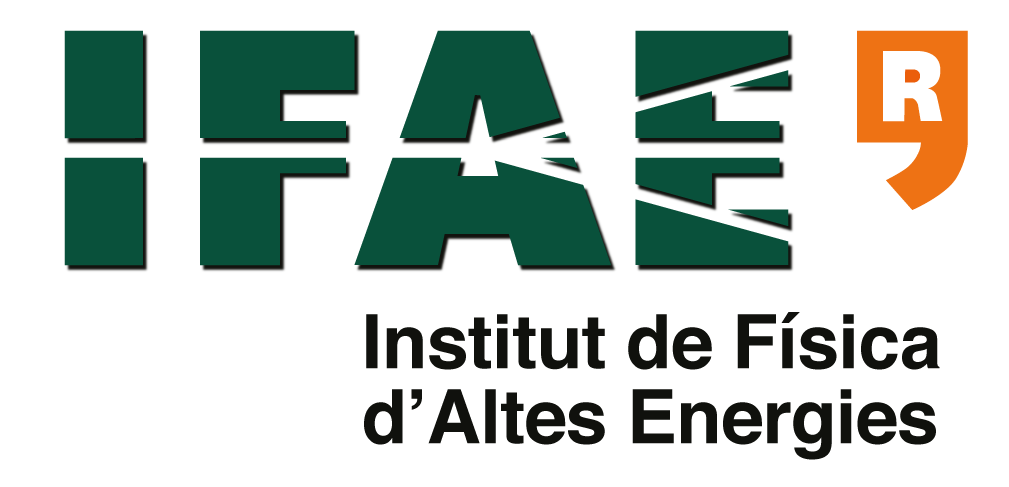 IFAE R
Institut de Física
d’Altes Energies